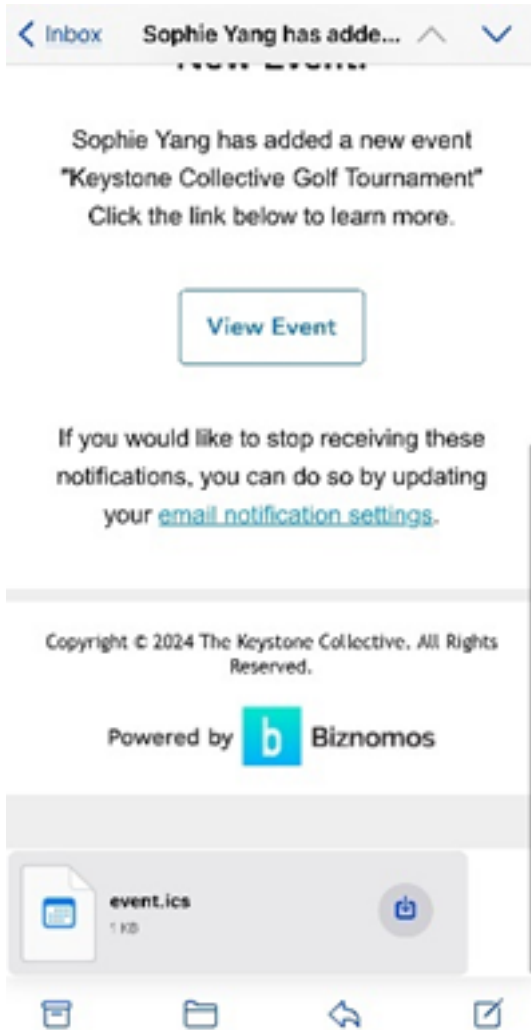 Inbox
Sophie Yang has adde...
New Event!
Sophie Yang has added a new event
"Keystone Collective Golf Tournament"
Click the link below to learn more.
View Event
If you would like to stop receiving these
notifications, you can do so by updating
your email notification settings.
Copyright © 2024 The Keystone Collective. All Rights
Reserved.
Powered by b Biznomos
event.ics
1 KB